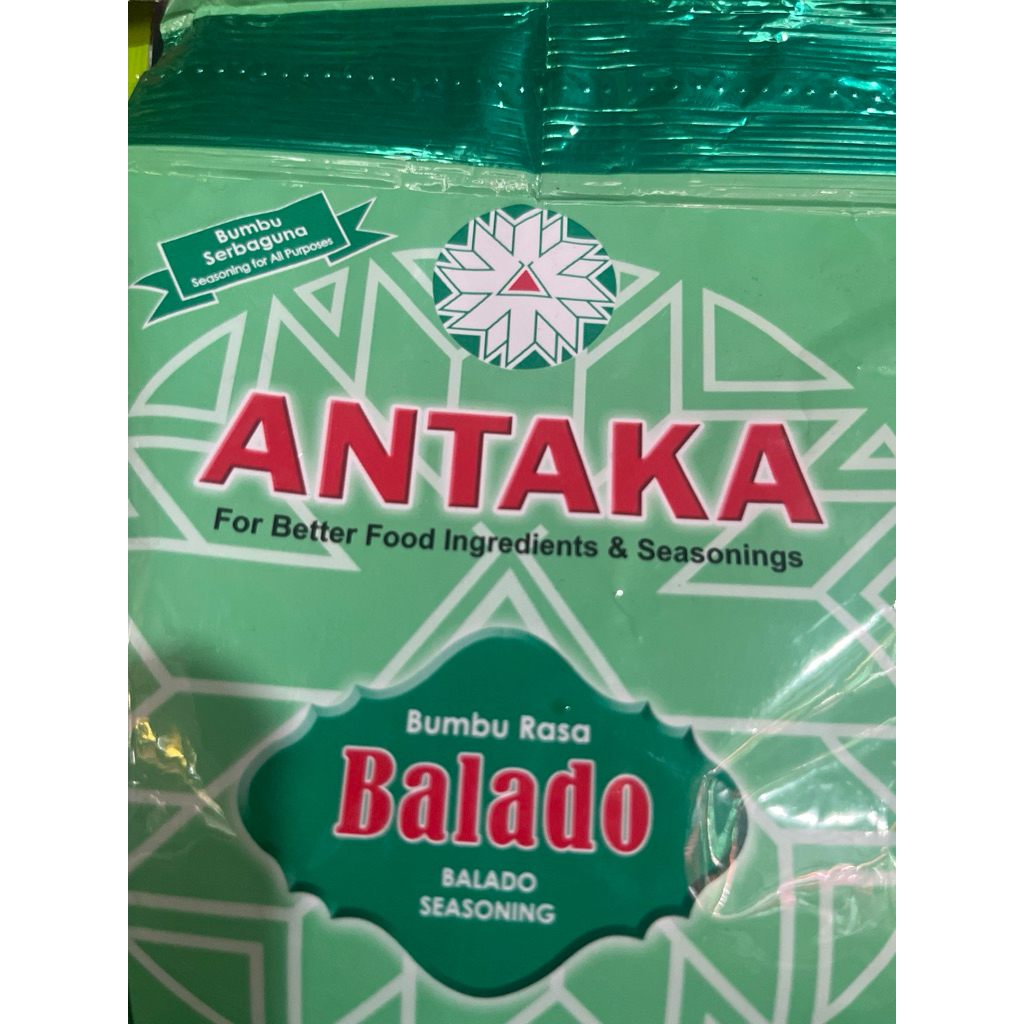 Bumbu
Serbaguna
Seasoning for All Purposes
ANTAKA
For Better Food Ingredients & Seasonings
Bumbu Rasa
Balado
BALADO
SEASONING